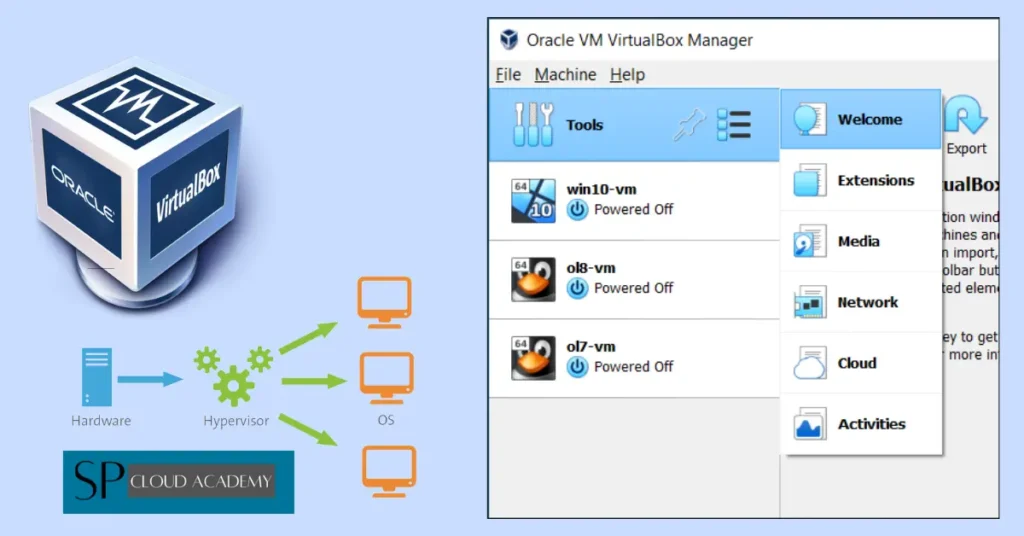 ORACLE
VirtualBox
Hardware
Hypervisor
OS
SP CLOUD ACADEMY
Oracle VM VirtualBox Manager
File Machine Help
Tools
64
10
win10-vm
Powered Off
64
ol8-vm
Powered Off
64
ol7-vm
Powered Off
Welcome
Extensions
Media
Network
Cloud
Activities
Export
ualBox
tion wind
hines and
n import,
olbar but
ted eleme
ey to get
r more in